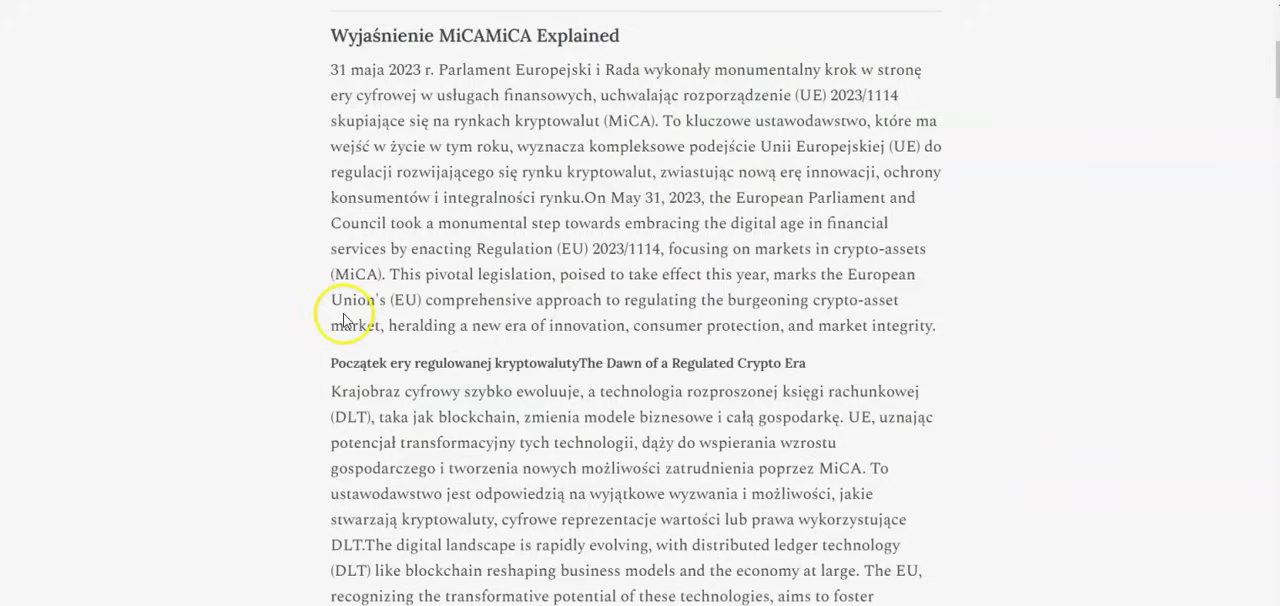 Wyjaśnienie MiCAMiCA Explained
31 maja 2023 r. Parlament Europejski i Rada wykonały monumentalny krok w stronę
ery cyfrowej w usługach finansowych, uchwalając rozporządzenie (UE) 2023/1114
skupiające się na rynkach kryptowalut (MiCA). To kluczowe ustawodawstwo, które ma
wejść w życie w tym roku, wyznacza kompleksowe podejście Unii Europejskiej (UE) do
regulacji rozwijającego się rynku kryptowalut, zwiastując nową erę innowacji, ochrony
konsumentów i integralności rynku.On May 31, 2023, the European Parliament and
Council took a monumental step towards embracing the digital age in financial
services by enacting Regulation (EU) 2023/1114, focusing on markets in crypto-assets
(MiCA). This pivotal legislation, poised to take effect this year, marks the European
Union's (EU) comprehensive approach to regulating the burgeoning crypto-asset
market, heralding a new era of innovation, consumer protection, and market integrity.
Początek ery regulowanej kryptowalutyThe Dawn of a Regulated Crypto Era
Krajobraz cyfrowy szybko ewoluuje, a technologia rozproszonej księgi rachunkowej
(DLT), taka jak blockchain, zmienia modele biznesowe i całą gospodarkę. UE, uznając
potencjał transformacyjny tych technologii, dąży do wspierania wzrostu
gospodarczego i tworzenia nowych możliwości zatrudnienia poprzez MiCA. To
ustawodawstwo jest odpowiedzią na wyjątkowe wyzwania i możliwości, jakie
stwarzają kryptowaluty, cyfrowe reprezentacje wartości lub prawa wykorzystujące
DLT.The digital landscape is rapidly evolving, with distributed ledger technology
(DLT) like blockchain reshaping business models and the economy at large. The EU,
recognizing the transformative potential of these technologies, aims to foster